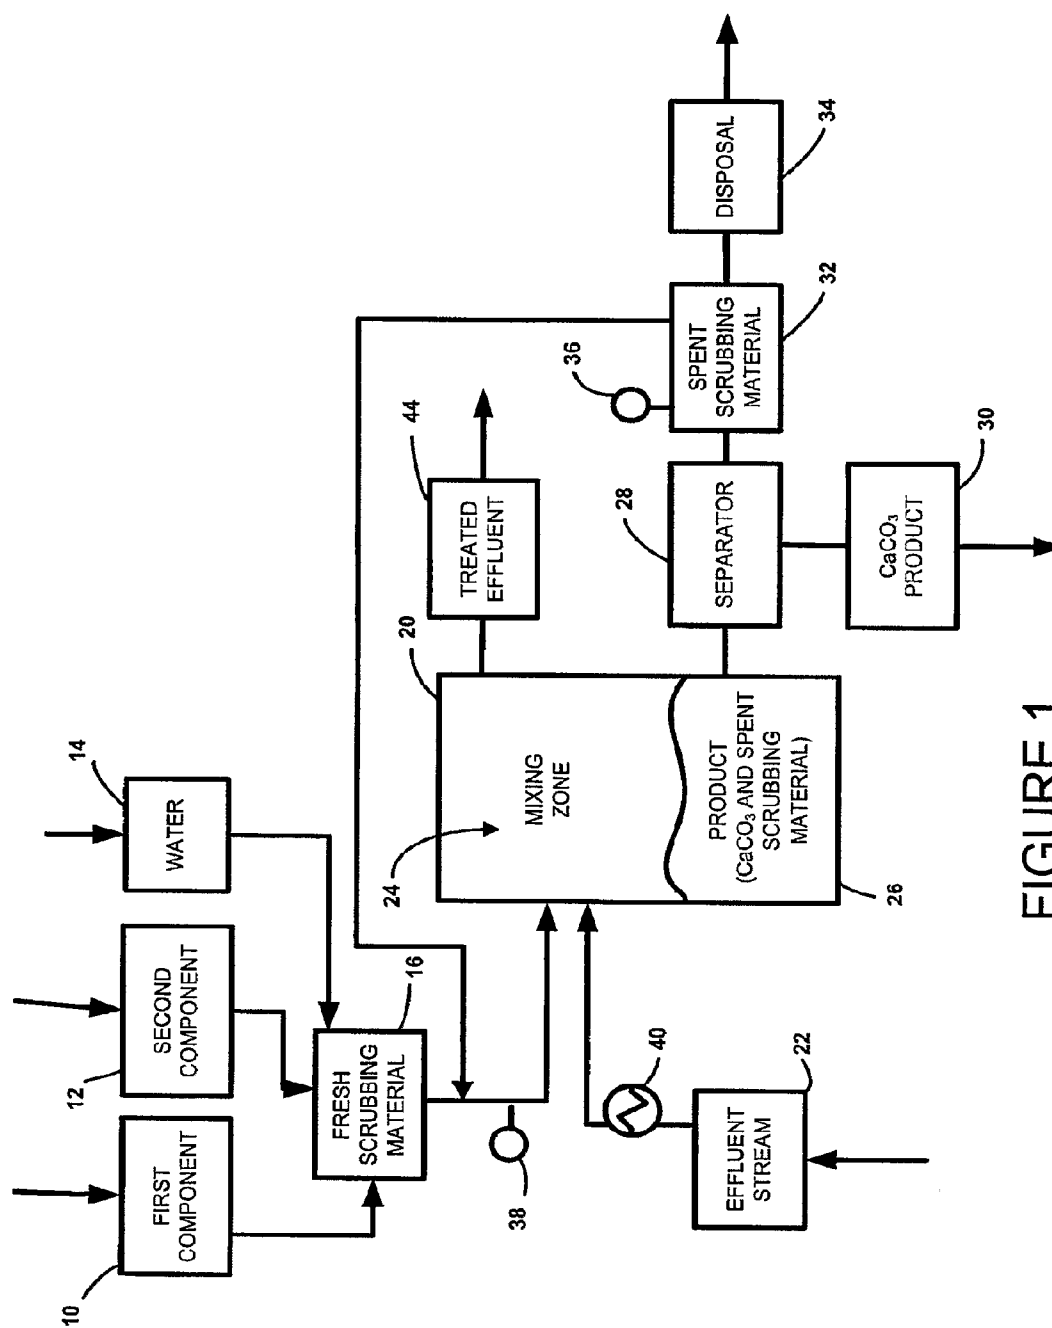 10
FIRST
COMPONENT
12
SECOND
COMPONENT
14
WATER
FRESH
SCRUBBING
MATERIAL
16
38
20
24
MIXING
ZONE
PRODUCT
(CaCO₃ AND SPENT
SCRUBBING
MATERIAL)
26
EFFLUENT
STREAM
22
40
TREATED
EFFLUENT
44
SEPARATOR
28
CaCO₃
PRODUCT
30
SPENT
SCRUBBING
MATERIAL
32
36
DISPOSAL
34
FIGURE 1